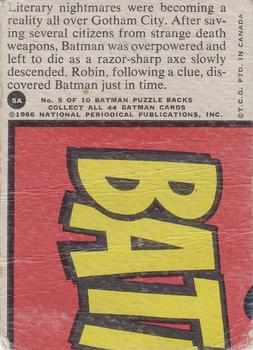 Literary nightmares were becoming a
reality all over Gotham City. After sav-
ing several citizens from strange death
weapons, Batman was overpowered and
left to die as a razor-sharp axe slowly
descended. Robin, following a clue, dis-
covered Batman just in time.
©T.C.G. PTD. IN CANADA
5A
No. 5 OF 10 BATMAN PUZZLE BACKS
COLLECT ALL 44 BATMAN CARDS
©1966 NATIONAL PERIODICAL PUBLICATIONS, INC.
BAT